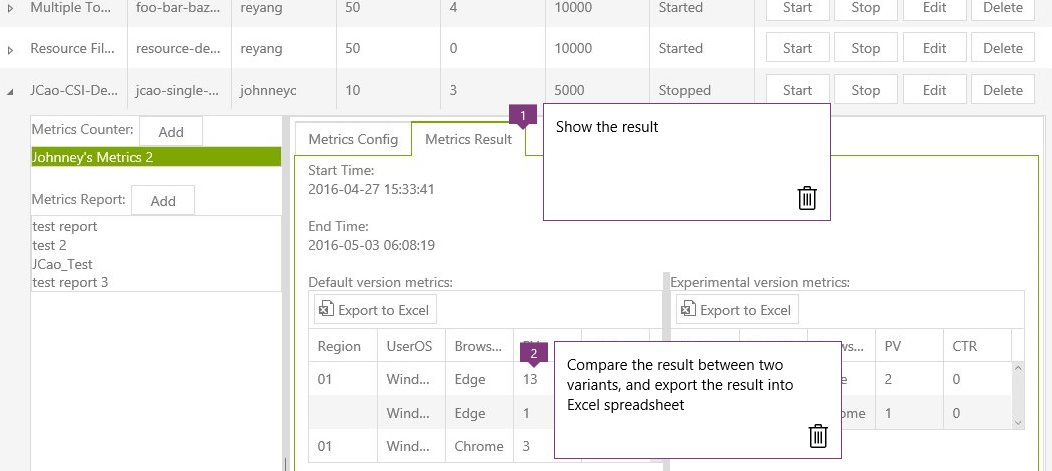 Multiple To... foo-bar-baz... reyang 50 4 10000 Started Start Stop Edit Delete
Resource Fil... resource-de... reyang 50 0 10000 Started Start Stop Edit Delete
JCao-CSI-De... jcao-single-... johnneyc 10 3 5000 Stopped Start Stop Edit Delete
Metrics Counter: Add
Johnney's Metrics 2
Metrics Report: Add
test report
test 2
JCao_Test
test report 3
Metrics Config Metrics Result
1
Show the result
Start Time:
2016-04-27 15:33:41
End Time:
2016-05-03 06:08:19
Default version metrics:
Export to Excel
Region UserOS Brows...
01 Wind... Edge 13
Wind... Edge 1
01 Wind... Chrome 3
Experimental version metrics:
Export to Excel
PV CTR
2 0
1 0
2
Compare the result between two
variants, and export the result into
Excel spreadsheet